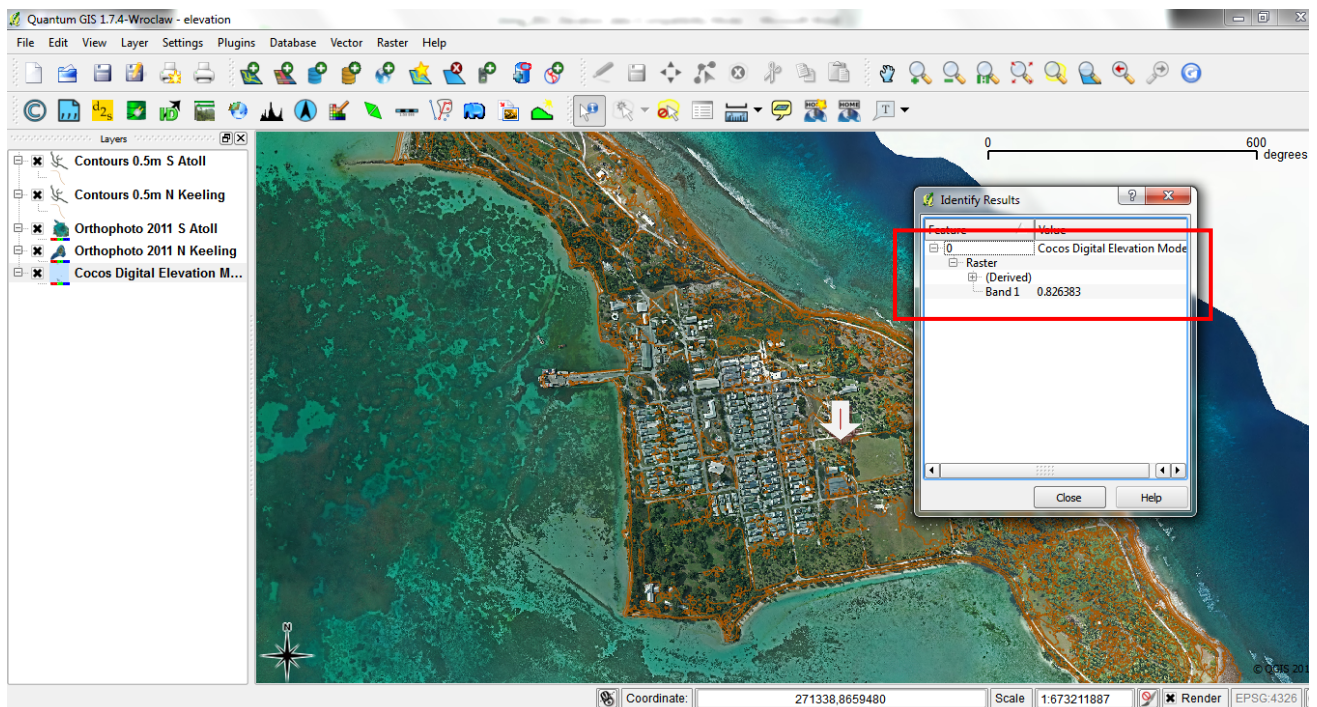 Quantum GIS 1.7.4-Wroclaw - elevation
File Edit View Layer Settings Plugins Database Vector Raster Help
Layers
Contours 0.5m S Atoll
Contours 0.5m N Keeling
Orthophoto 2011 S Atoll
Orthophoto 2011 N Keeling
Cocos Digital Elevation M...
0 600
degrees
Identify Results
Feature Value
0 Cocos Digital Elevation Mode
Raster
(Derived)
Band 1 0.826383
Close Help
N
© QGIS 201
Coordinate: 271338,8659480 Scale 1:673211887 Render EPSG:4326